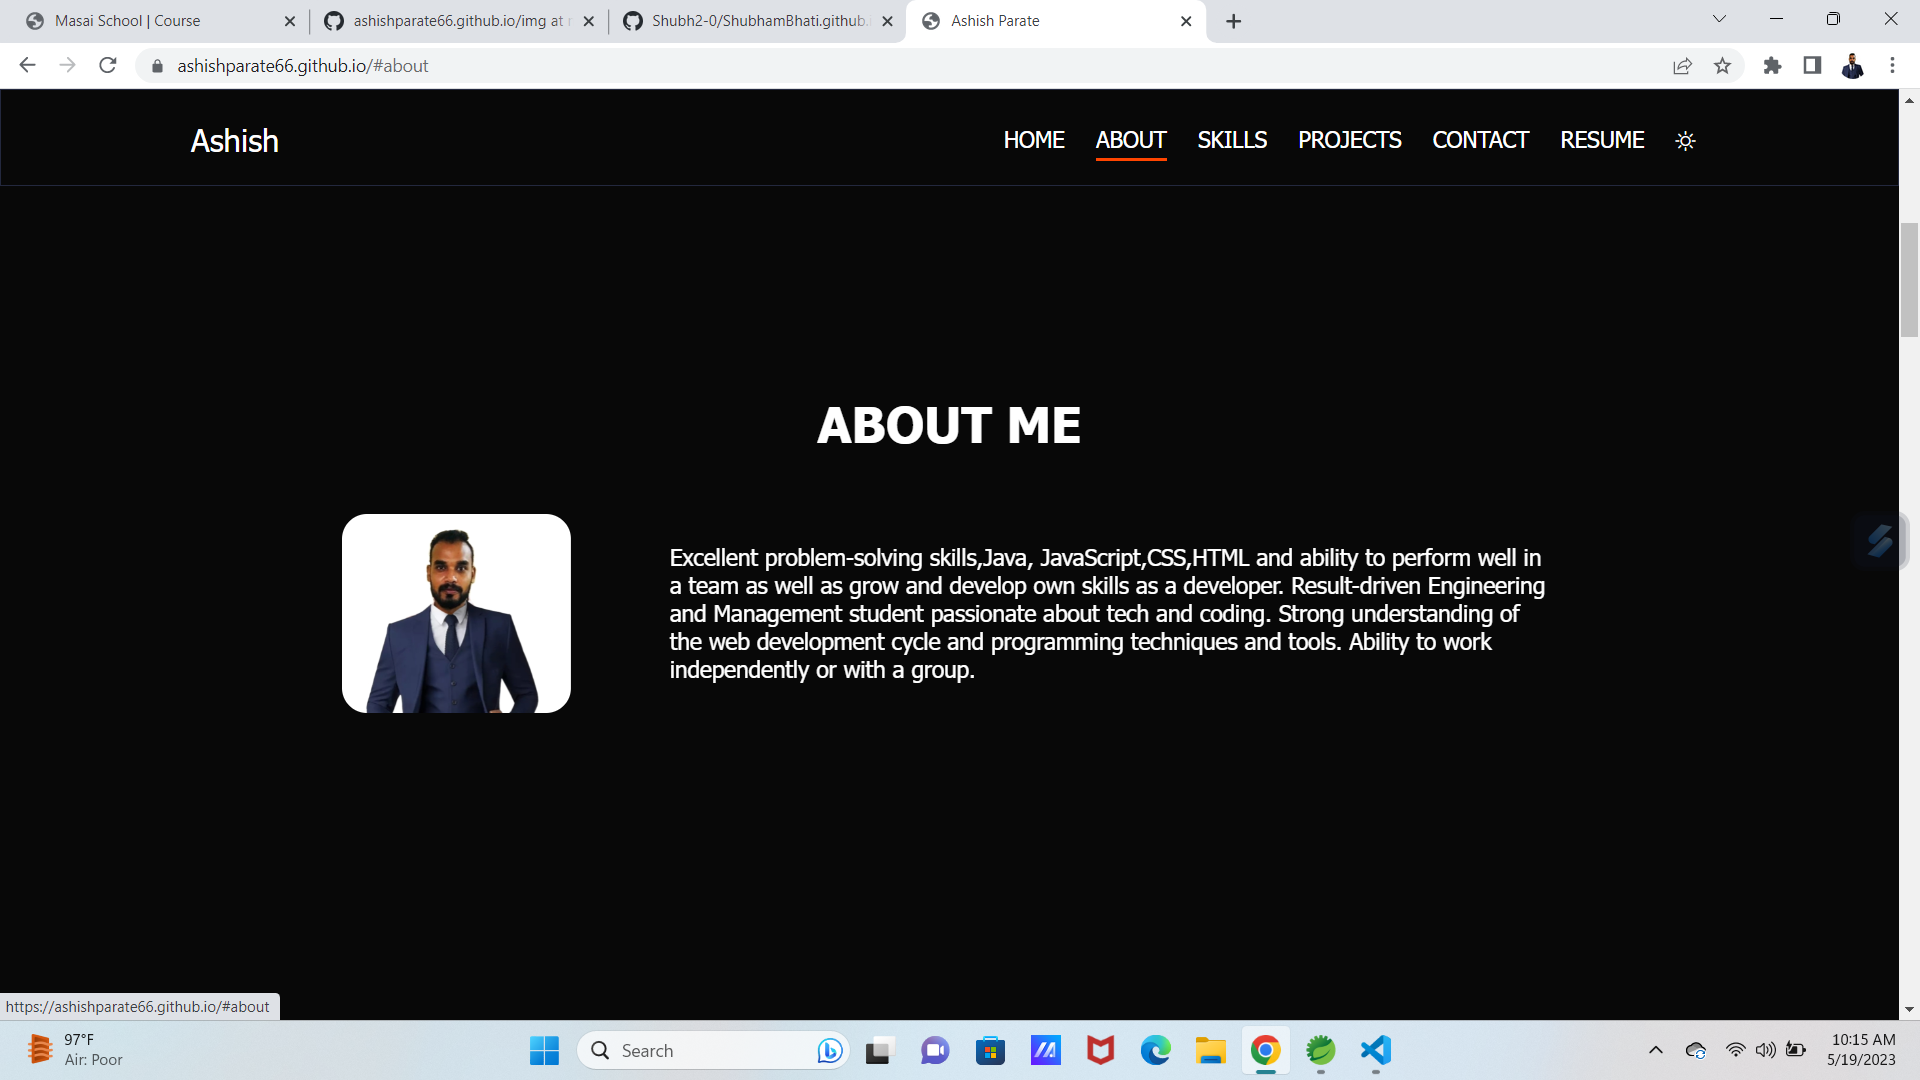 Masai School | Course
ashishparate66.github.io/img at
Shubh2-0/ShubhamBhati.github.i
Ashish Parate
ashishparate66.github.io/#about
Ashish
HOME
ABOUT
SKILLS
PROJECTS
CONTACT
RESUME
ABOUT ME
Excellent problem-solving skills,Java, JavaScript,CSS,HTML and ability to perform well in
a team as well as grow and develop own skills as a developer. Result-driven Engineering
and Management student passionate about tech and coding. Strong understanding of
the web development cycle and programming techniques and tools. Ability to work
independently or with a group.
https://ashishparate66.github.io/#about
97°F
Air: Poor
Search
10:15 AM
5/19/2023